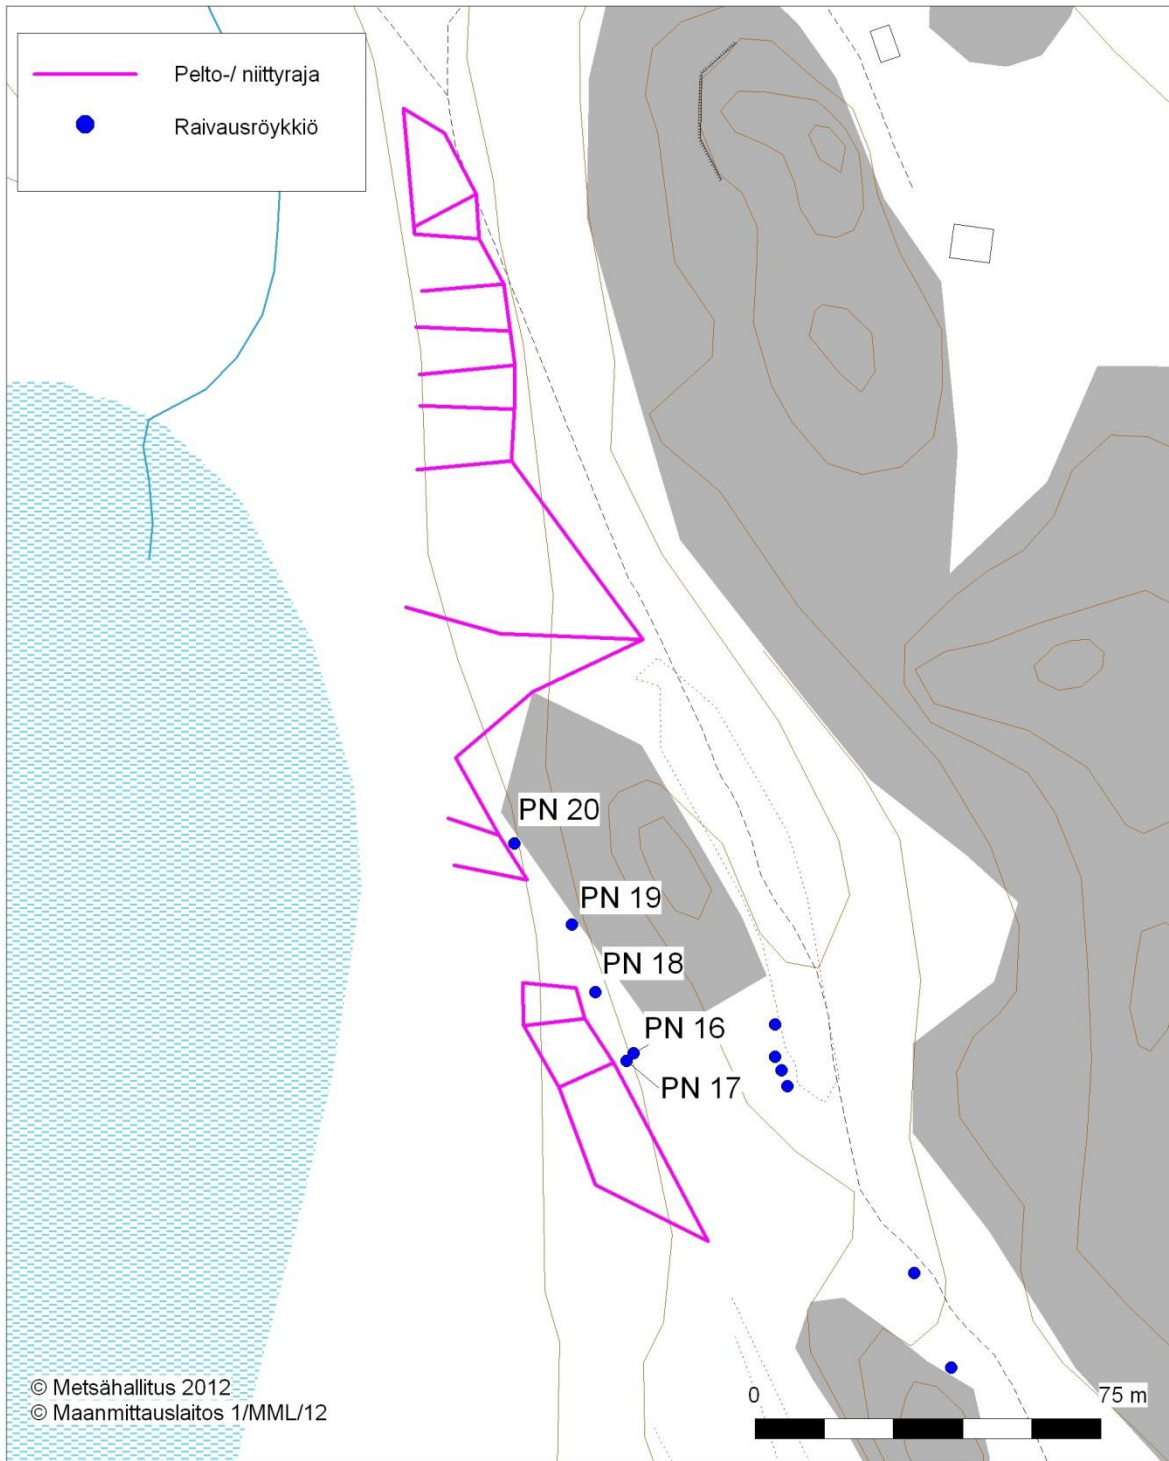 Pelto-/ niittyraja
Raivausröykkiö
PN 20
PN 19
PN 18
PN 16
PN 17
0 75 m
© Metsähallitus 2012
© Maanmittauslaitos 1/MML/12